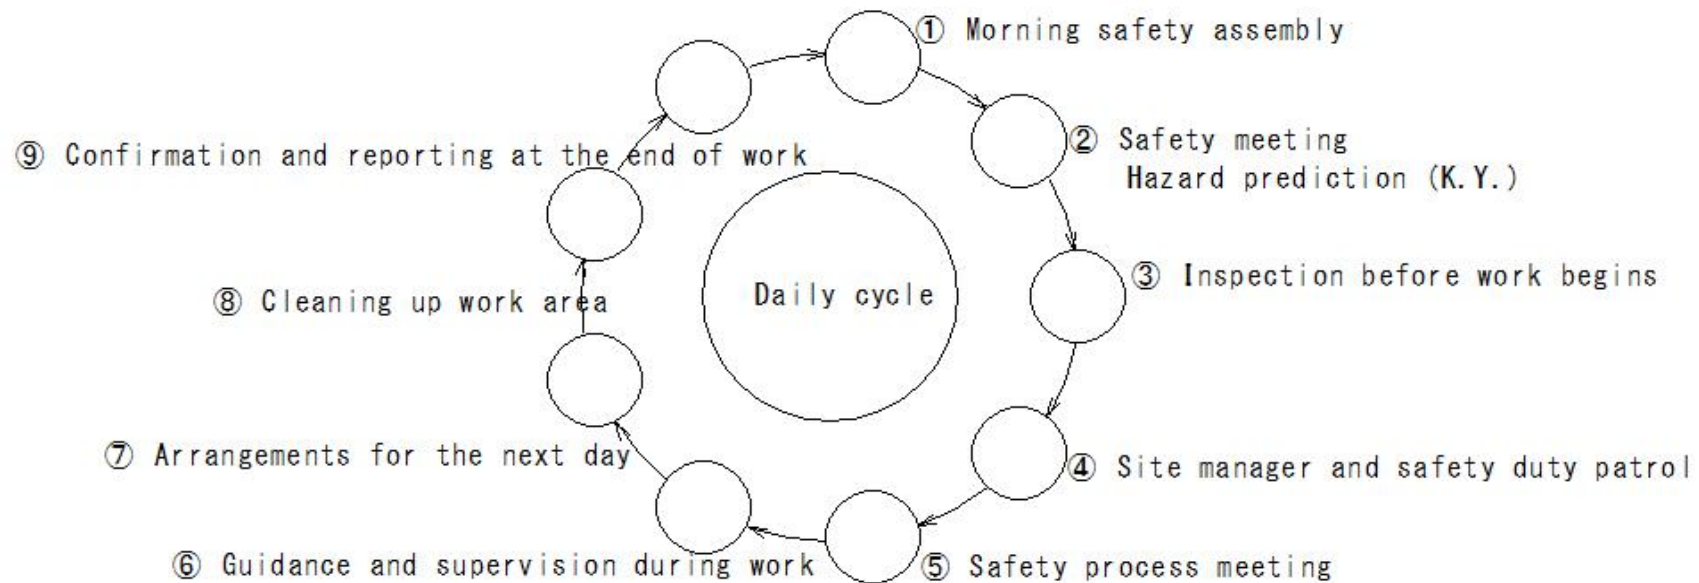 ① Morning safety assembly
② Safety meeting
Hazard prediction (K.Y.)
③ Inspection before work begins
④ Site manager and safety duty patrol
⑤ Safety process meeting
⑥ Guidance and supervision during work
⑦ Arrangements for the next day
⑧ Cleaning up work area
⑨ Confirmation and reporting at the end of work
Daily cycle